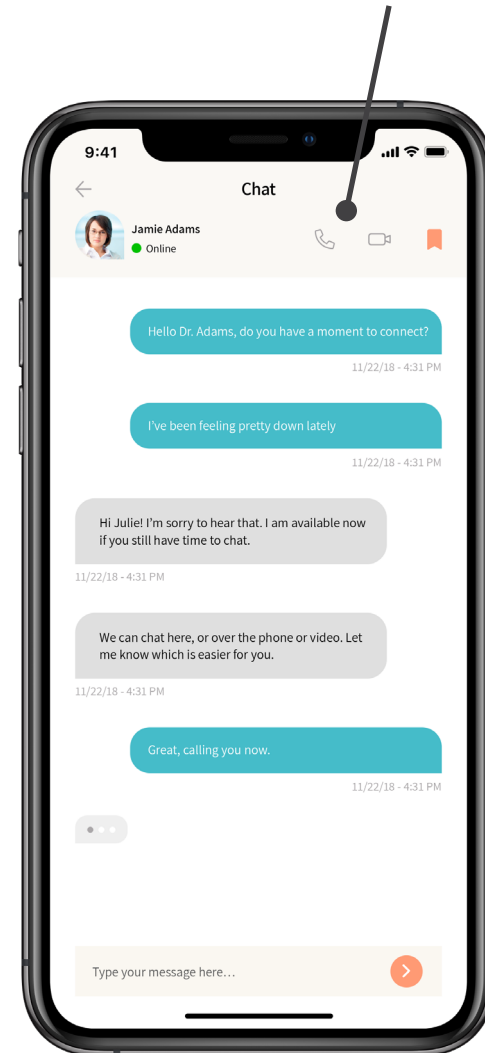 9:41
Chat
Jamie Adams
Online
Hello Dr. Adams, do you have a moment to connect?
11/22/18 - 4:31 PM
I've been feeling pretty down lately
11/22/18 - 4:31 PM
Hi Julie! I'm sorry to hear that. I am available now
if you still have time to chat.
11/22/18 - 4:31 PM
We can chat here, or over the phone or video. Let
me know which is easier for you.
11/22/18 - 4:31 PM
Great, calling you now.
11/22/18 - 4:31 PM
Type your message here…